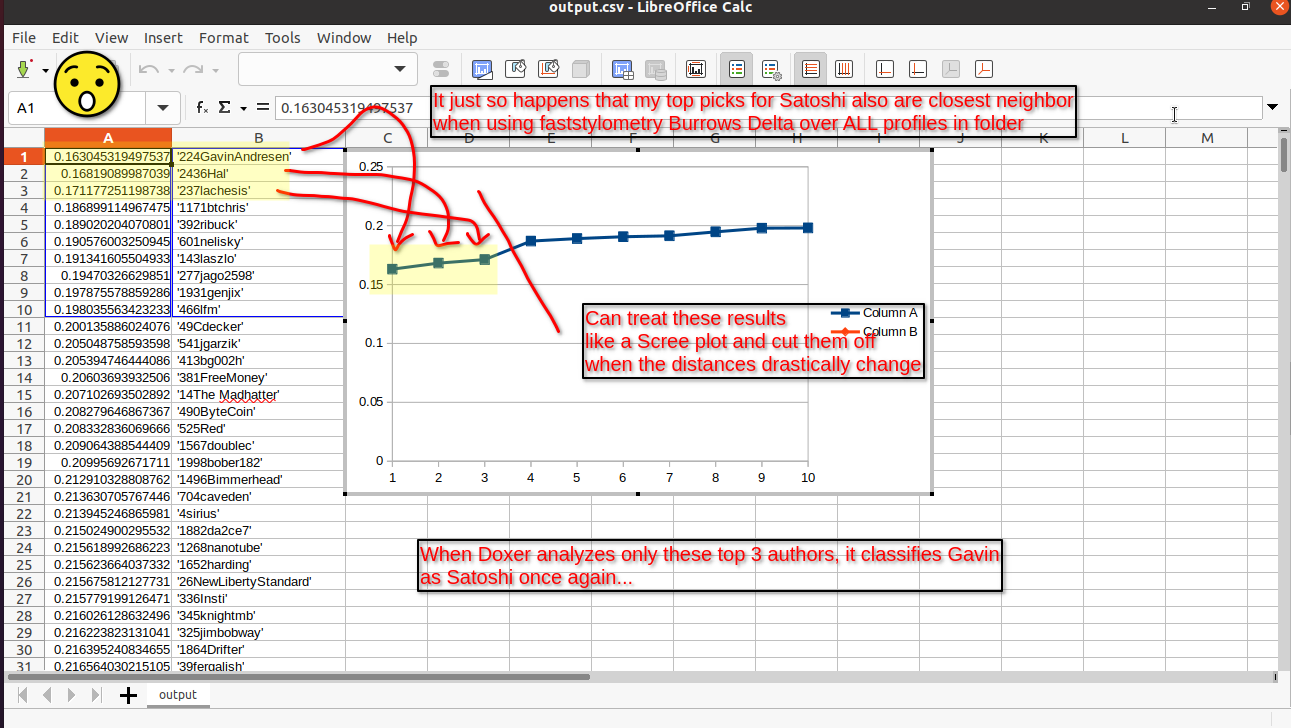 output.csv - LibreOffice Calc
File Edit View Insert Format Tools Window Help
A1
fx Σ = 0.163045319497537
It just so happens that my top picks for Satoshi also are closest neighbor
when using faststylometry Burrows Delta over ALL profiles in folder
A B C D E F G H I J K L M
1 0.163045319497537 '224GavinAndresen'
2 0.16819089987039 '2436Hal'
3 0.171177251198738 '237lachesis'
4 0.186899114967475 '1171btchris'
5 0.189020204070801 '392ribuck'
6 0.190576003250945 '601nelisky'
7 0.191341605504933 '143laszlo'
8 0.19470326629851 '277jago2598'
9 0.197875578859286 '1931genjix'
10 0.198035563423233 '466lfm'
11 0.200135886024076 '49Cdecker'
12 0.205048758593598 '541jgarzik'
13 0.205394746444086 '413bg002h'
14 0.20603693932506 '381FreeMoney'
15 0.207102693502892 '14The Madhatter'
16 0.208279646867367 '490ByteCoin'
17 0.208332836069666 '525Red'
18 0.209064388544409 '1567doublec'
19 0.20995692671711 '1998bober182'
20 0.212910328808762 '1496Bimmerhead'
21 0.213630705767446 '704caveden'
22 0.213945246865981 '4sirius'
23 0.215024900295532 '1882da2ce7'
24 0.215618992686223 '1268nanotube'
25 0.215623664037332 '1652harding'
26 0.215675812127731 '26NewLibertyStandard'
27 0.215779199126471 '336Insti'
28 0.216026128632496 '345knightmb'
29 0.216223823131041 '325jimbobway'
30 0.216395240834655 '1864Drifter'
31 0.216564030215105 '39fergalish'
0.25
0.2
0.15
0.1
0.05
0
1 2 3 4 5 6 7 8 9 10
Column A
Column B
Can treat these results
like a Scree plot and cut them off
when the distances drastically change
When Doxer analyzes only these top 3 authors, it classifies Gavin
as Satoshi once again...
output